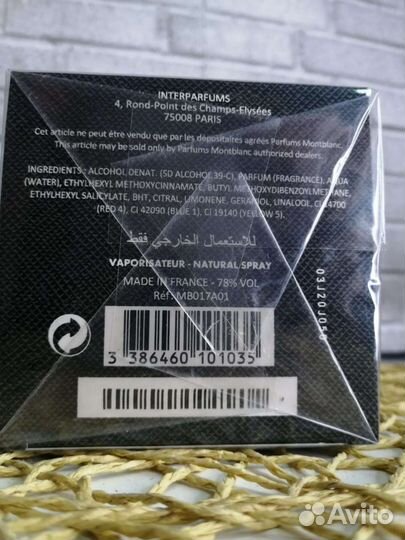 INTERPARFUMS
4, Rond-Point des Champs-Elysées
75008 PARIS
Cet article ne peut être vendu que par les dépositaires agréés Parfums Montblanc.
This article may be sold only by Parfums Montblanc authorized dealers.
INGREDIENTS : ALCOHOL DENAT. (SD ALCOHOL 39-C), PARFUM (FRAGRANCE), AQUA
(WATER), ETHYLHEXYL METHOXYCINNAMATE, BUTYL METHOXYDIBENZOYLMETHANE,
ETHYLHEXYL SALICYLATE, BHT, CITRAL, LIMONENE, GERANIOL, LINALOOL, CI 14700
(RED 4), CI 42090 (BLUE 1), CI 19140 (YELLOW 5).
للاستعمال الخارجي فقط
VAPORISATEUR - NATURAL SPRAY
MADE IN FRANCE - 78% VOL
Réf. MB017A01
3 386460 101035
Avito